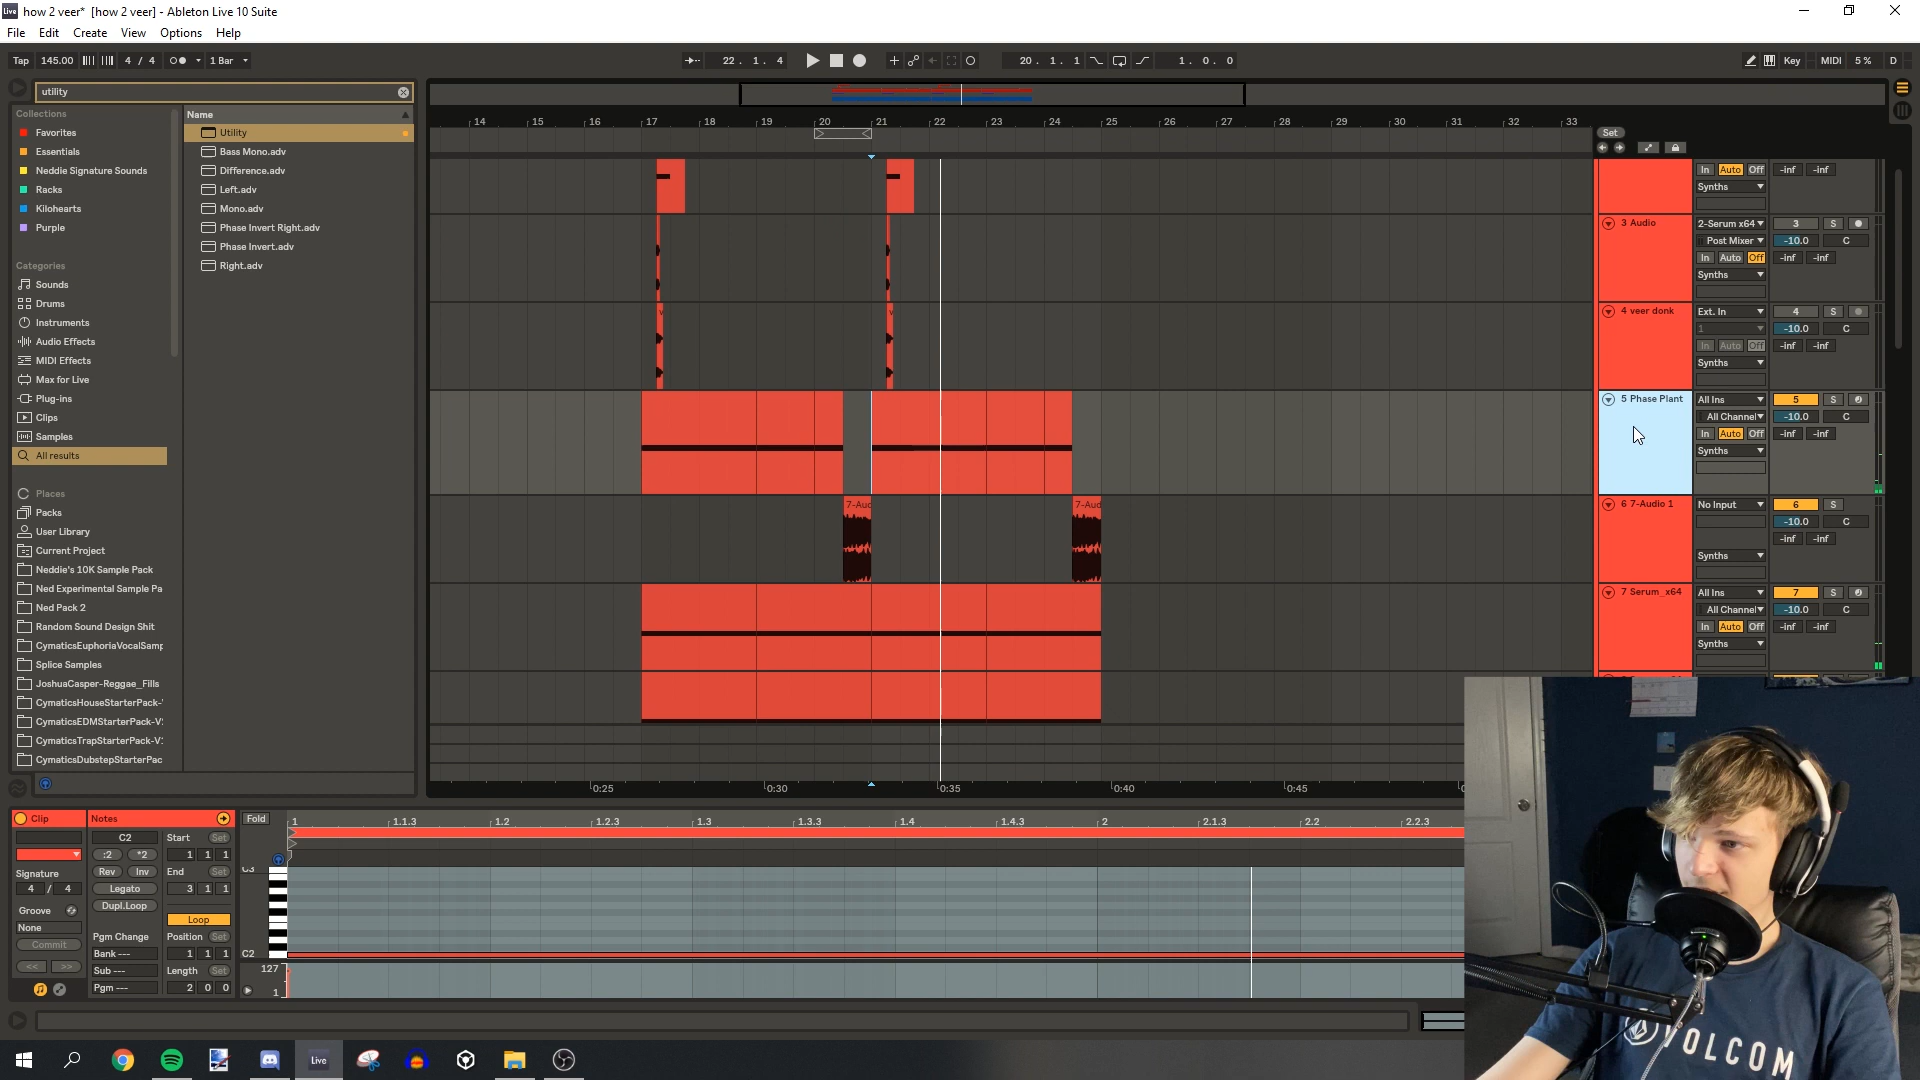 how 2 veer*  [how 2 veer] - Ableton Live 10 Suite
File Edit Create View Options Help
Tap 145.00 4 / 4 1 Bar 22. 1. 4 20. 1. 1 1. 0. 0 Key MIDI 5 % D
utility
Collections
Favorites
Essentials
Neddie Signature Sounds
Racks
Kilohearts
Purple
Categories
Sounds
Drums
Instruments
Audio Effects
MIDI Effects
Max for Live
Plug-ins
Clips
Samples
All results
Places
Packs
User Library
Current Project
Neddie's 10K Sample Pack
Ned Experimental Sample Pa
Ned Pack 2
Random Sound Design Shit
CymaticsEuphoriaVocalSamp
Splice Samples
JoshuaCasper-Reggae_Fills
CymaticsHouseStarterPack-
CymaticsEDMStarterPack-V
CymaticsTrapStarterPack-V
CymaticsDubstepStarterPac
Name
Utility
Bass Mono.adv
Difference.adv
Left.adv
Mono.adv
Phase Invert Right.adv
Phase Invert.adv
Right.adv
14 15 16 17 18 19 20 21 22 23 24 25 26 27 28 29 30 31 32 33
Set
In Auto Off -inf -inf
Synths
3 Audio 2-Serum x64 3 S
Post Mixer -10.0 C
In Auto Off -inf -inf
Synths
4 veer donk Ext. In 4 S
1 -10.0 C
In Auto Off -inf -inf
Synths
5 Phase Plant All Ins 5 S
All Channel -10.0 C
In Auto Off -inf -inf
Synths
7-Aud 7-Aud
6 7-Audio 1 No Input 6 S
-10.0 C
-inf -inf
Synths
7 Serum_x64 All Ins 7 S
All Channel -10.0 C
In Auto Off -inf -inf
Synths
0:25 0:30 0:35 0:40 0:45
Clip
Signature
4 / 4
Groove
None
Commit
<< >>
Notes
C2
:2 *2
Rev Inv
Legato
Dupl.Loop
Pgm Change
Bank ---
Sub ---
Pgm ---
Start Set
1 1 1
End Set
3 1 1
Loop
Position Set
1 1 1
Length Set
2 0 0
Fold
1 1.1.3 1.2 1.2.3 1.3 1.3.3 1.4 1.4.3 2 2.1.3 2.2 2.2.3
C3
C2
127
1
Live
VOLCOM